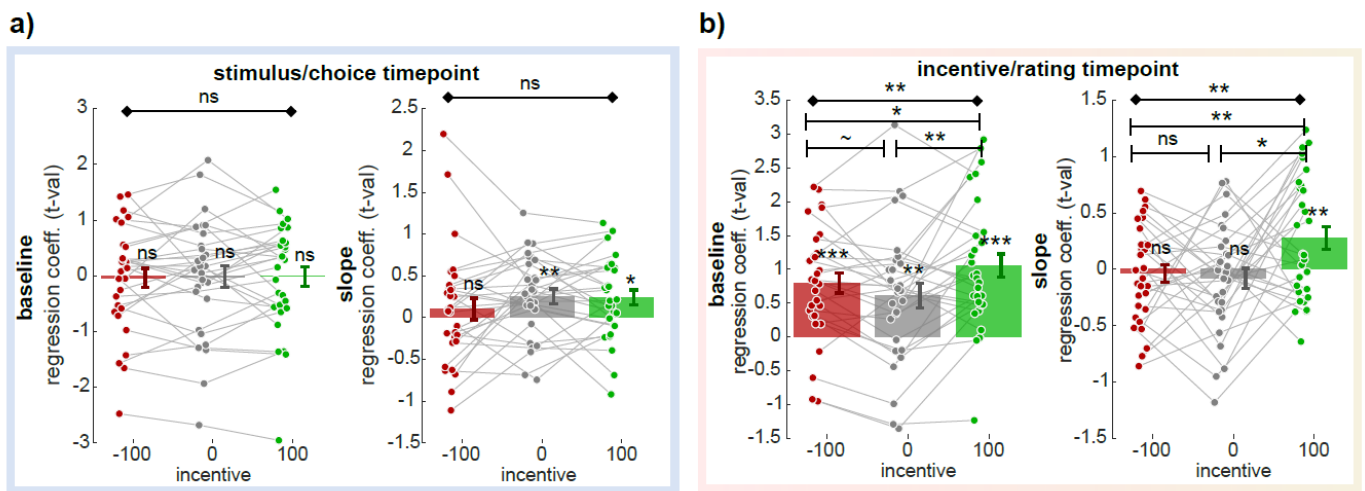 a)
stimulus/choice timepoint
baseline
regression coeff. (t-val)
3
2
1
0
-1
-2
-3
ns
ns
ns
ns
-100
0
100
incentive
slope
regression coeff. (t-val)
2.5
2
1.5
1
0.5
0
0.5
-1
-1.5
ns
ns
**
*
-100
0
100
incentive
b)
incentive/rating timepoint
baseline
regression coeff. (t-val)
3.5
3
2.5
2
1.5
1
0.5
0
-0.5
-1
-1.5
**
*
~
**
***
**
***
-100
0
100
incentive
slope
regression coeff. (t-val)
1.5
1
0.5
0
-0.5
-1
-1.5
**
**
ns
*
ns
ns
**
-100
0
100
incentive